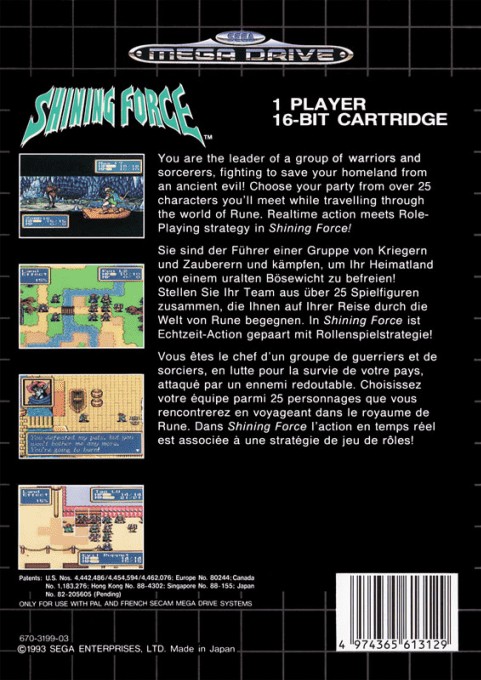 SEGA
MEGA DRIVE
SHINING FORCE™
1 PLAYER
16-BIT CARTRIDGE
You are the leader of a group of warriors and
sorcerers, fighting to save your homeland from
an ancient evil! Choose your party from over 25
characters you'll meet while travelling through
the world of Rune. Realtime action meets Role-
Playing strategy in Shining Force!
Sie sind der Führer einer Gruppe von Kriegern
und Zauberern und kämpfen, um Ihr Heimatland
von einem uralten Bösewicht zu befreien!
Stellen Sie Ihr Team aus über 25 Spielfiguren
zusammen, die Ihnen auf Ihrer Reise durch die
Welt von Rune begegnen. In Shining Force ist
Echtzeit-Action gepaart mit Rollenspielstrategie!
Vous êtes le chef d'un groupe de guerriers et de
sorciers, en lutte pour la survie de votre pays,
attaqué par un ennemi redoutable. Choisissez
votre équipe parmi 25 personnages que vous
rencontrerez en voyageant dans le royaume de
Rune. Dans Shining Force l'action en temps réel
est associée à une stratégie de jeu de rôles!
You defeated my pals, but you
won't bother me any more.
You're going to burn!
Patents: U.S. Nos. 4,442,486/4,454,594/4,462,076; Europe No. 80244; Canada
No. 1,183,276; Hong Kong No. 88-4302; Singapore No. 88-155; Japan
No. 82-205605 (Pending)
ONLY FOR USE WITH PAL AND FRENCH SECAM MEGA DRIVE SYSTEMS
670-3199-03
©1993 SEGA ENTERPRISES, LTD. Made in Japan
4 974365 613129